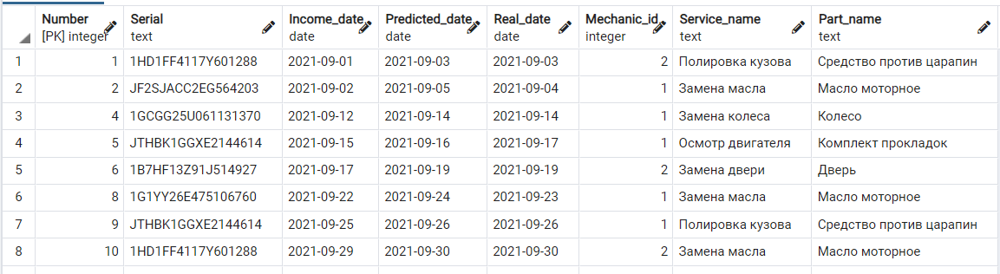 Number Serial Income_date Predicted_date Real_date Mechanic_id Service_name Part_name
[PK] integer text date date date integer text text
1 1 1HD1FF4117Y601288 2021-09-01 2021-09-03 2021-09-03 2 Полировка кузова Средство против царапин
2 2 JF2SJACC2EG564203 2021-09-02 2021-09-05 2021-09-04 1 Замена масла Масло моторное
3 4 1GCGG25U061131370 2021-09-12 2021-09-14 2021-09-14 1 Замена колеса Колесо
4 5 JTHBK1GGXE2144614 2021-09-15 2021-09-16 2021-09-17 1 Осмотр двигателя Комплект прокладок
5 6 1B7HF13Z91J514927 2021-09-17 2021-09-19 2021-09-19 2 Замена двери Дверь
6 8 1G1YY26E475106760 2021-09-22 2021-09-24 2021-09-23 1 Замена масла Масло моторное
7 9 JTHBK1GGXE2144614 2021-09-25 2021-09-26 2021-09-26 1 Полировка кузова Средство против царапин
8 10 1HD1FF4117Y601288 2021-09-29 2021-09-30 2021-09-30 2 Замена масла Масло моторное